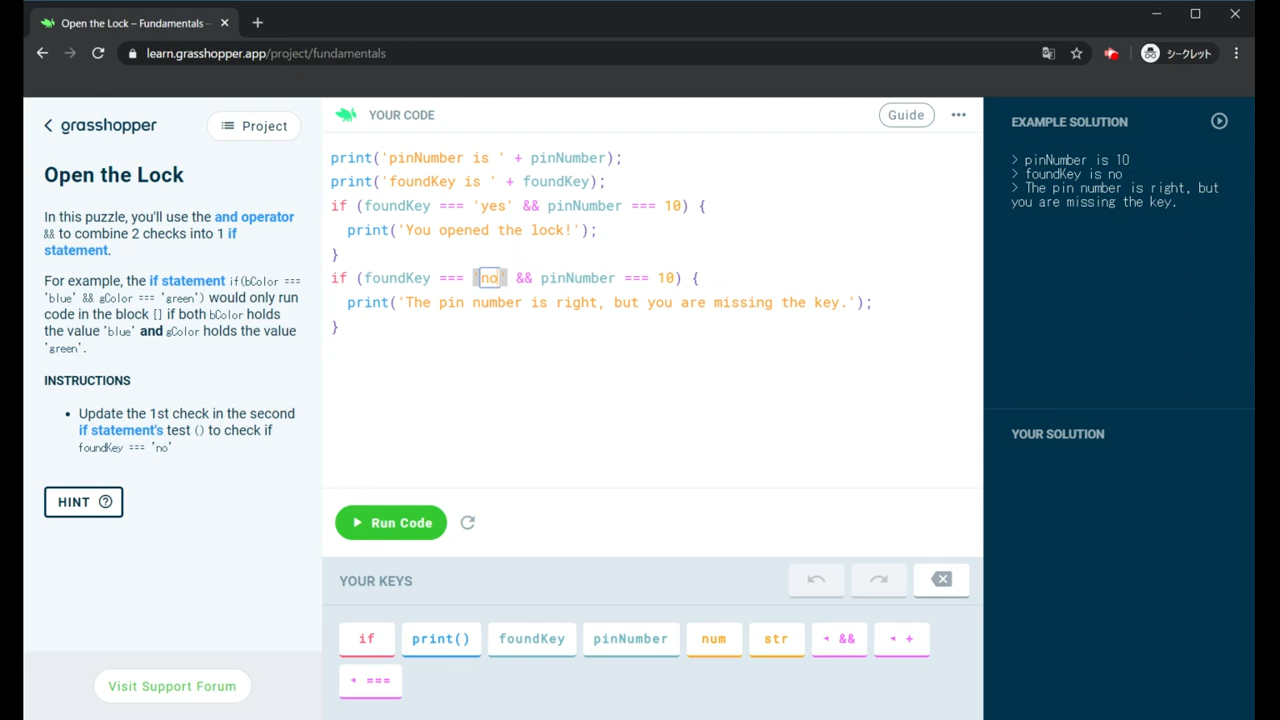 Open the Lock – Fundamentals –
learn.grasshopper.app/project/fundamentals
シークレット
grasshopper
Project
Open the Lock
In this puzzle, you'll use the and operator
&& to combine 2 checks into 1 if
statement.
For example, the if statement if(bColor ===
'blue' && gColor === 'green') would only run
code in the block {} if both bColor holds
the value 'blue' and gColor holds the value
'green'.
INSTRUCTIONS
• Update the 1st check in the second
if statement's test () to check if
foundKey === 'no'
HINT
Visit Support Forum
YOUR CODE
Guide
print('pinNumber is ' + pinNumber);
print('foundKey is ' + foundKey);
if (foundKey === 'yes' && pinNumber === 10) {
print('You opened the lock!');
}
if (foundKey === 'no' && pinNumber === 10) {
print('The pin number is right, but you are missing the key.');
}
Run Code
YOUR KEYS
if
print()
foundKey
pinNumber
num
str
&&
+
===
EXAMPLE SOLUTION
> pinNumber is 10
> foundKey is no
> The pin number is right, but
you are missing the key.
YOUR SOLUTION